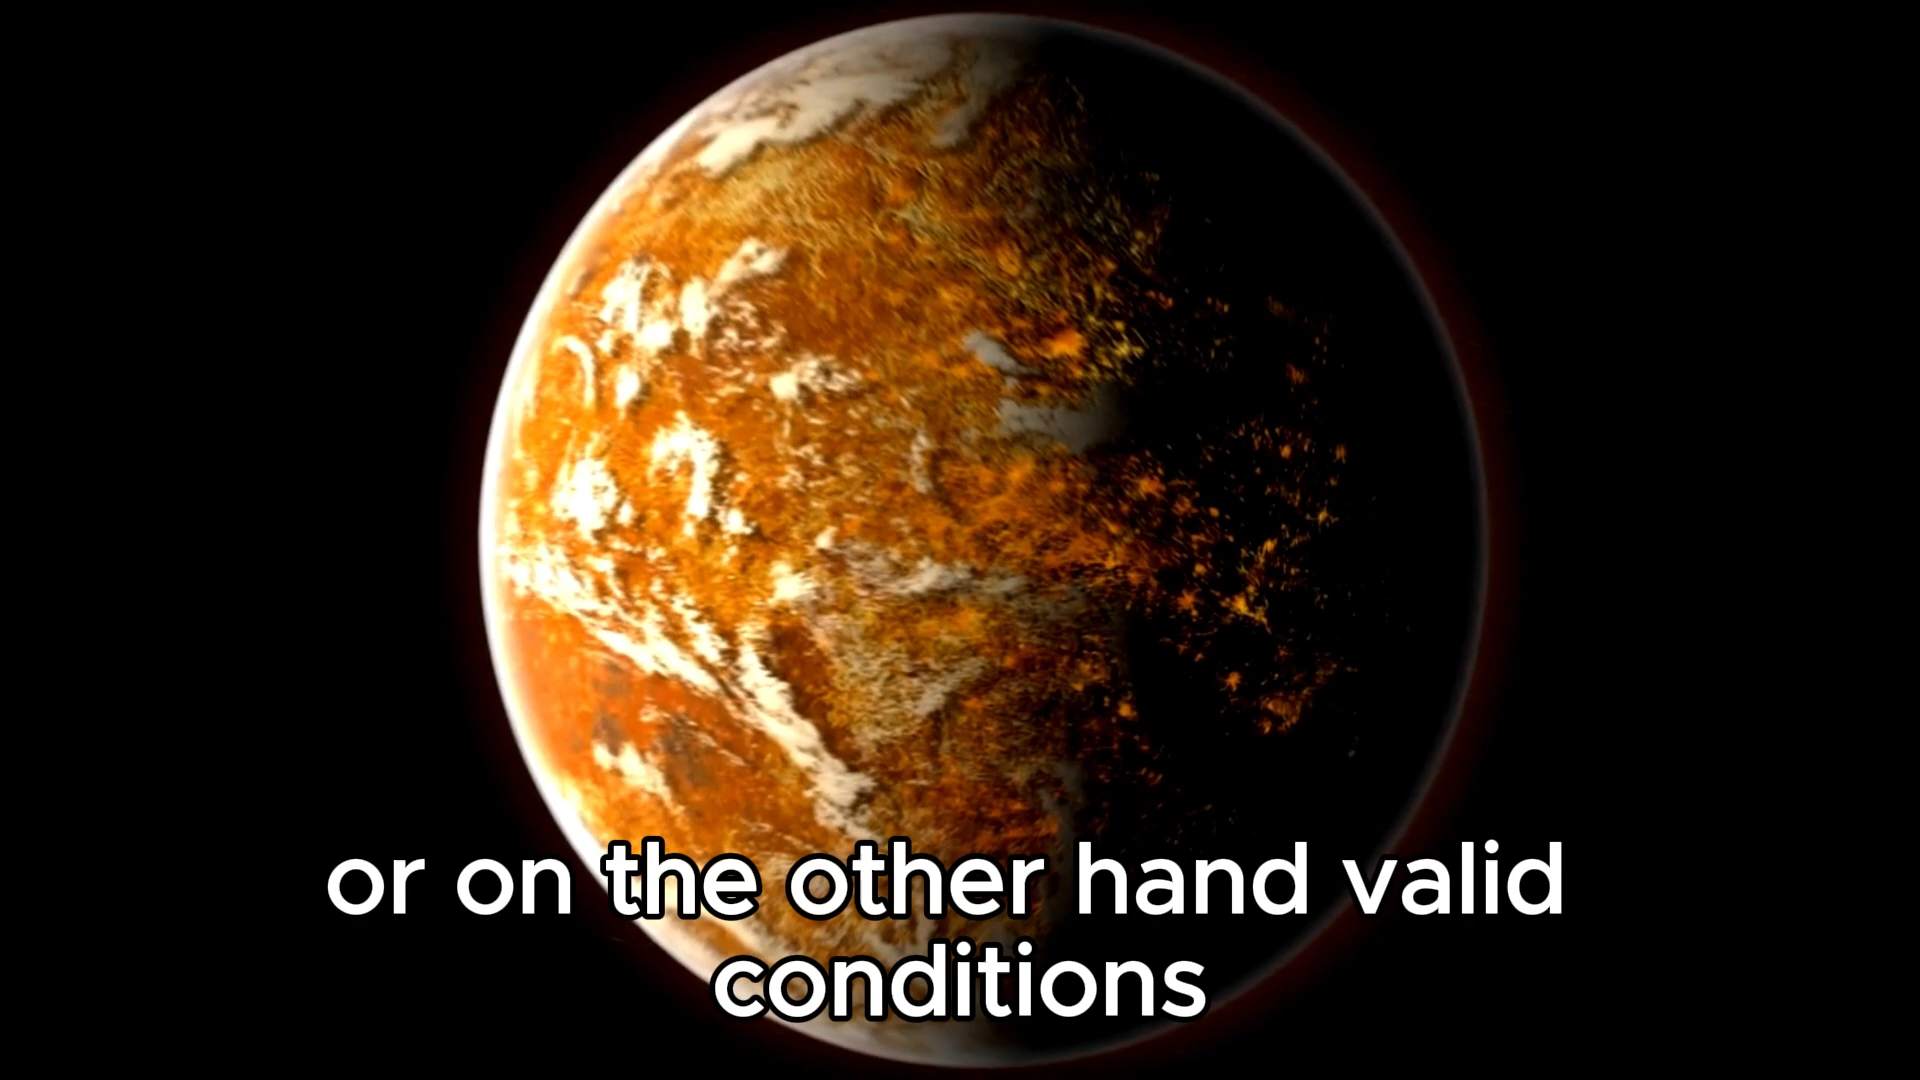 or on the other hand valid
conditions